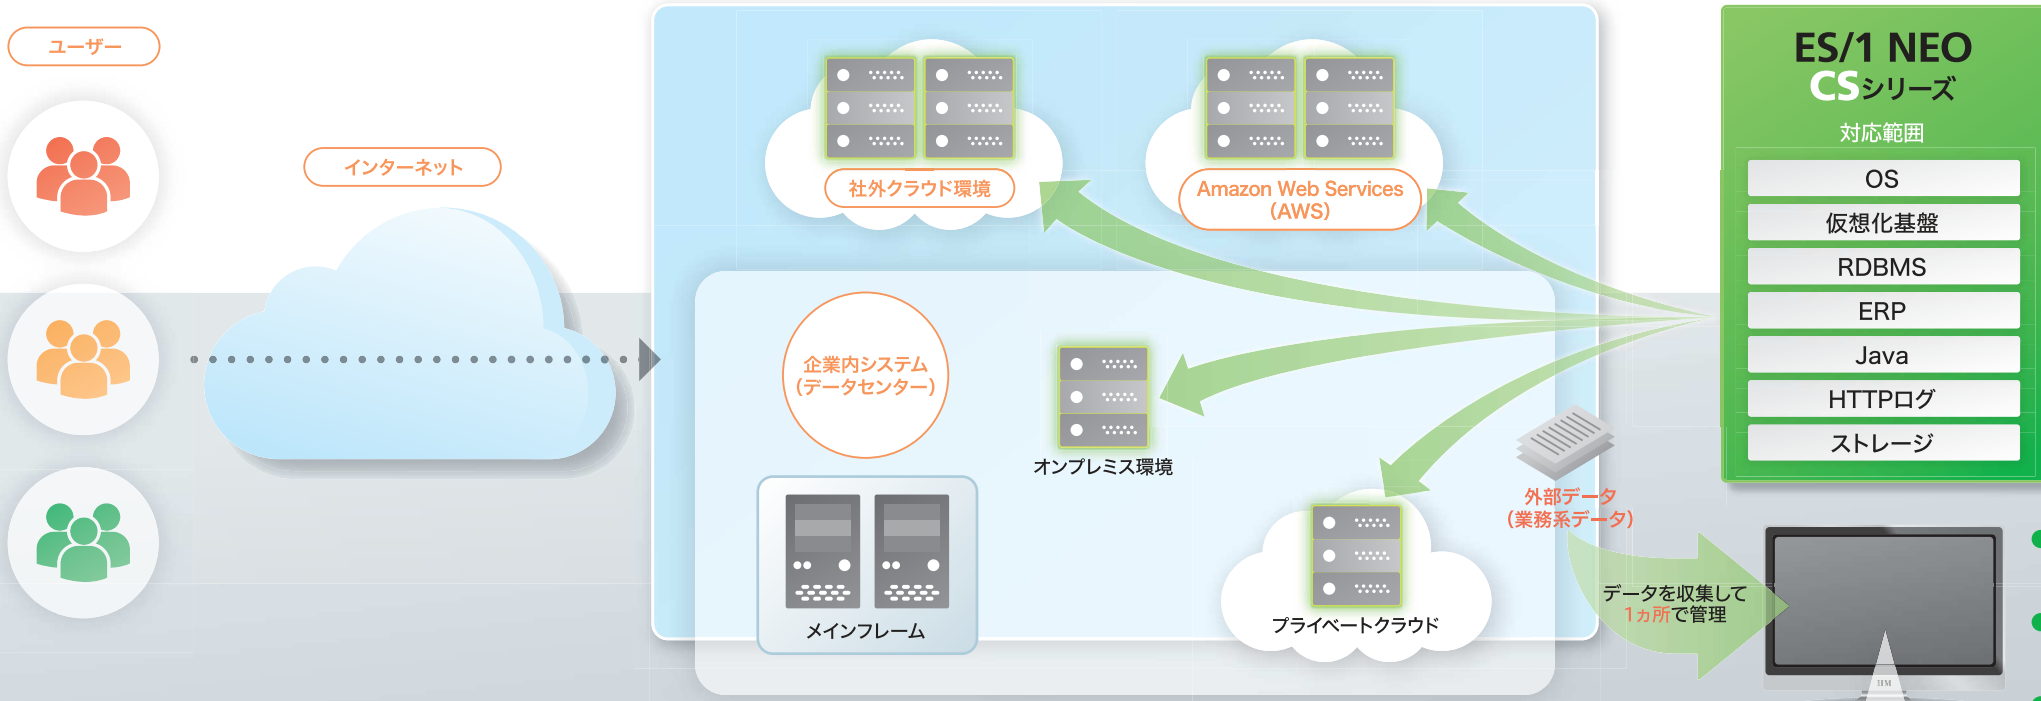 ユーザー
インターネット
社外クラウド環境
Amazon Web Services
（AWS）
企業内システム
（データセンター）
オンプレミス環境
メインフレーム
プライベートクラウド
外部データ
（業務系データ）
データを収集して
1ヵ所で管理
ES/1 NEO
CSシリーズ
対応範囲
OS
仮想化基盤
RDBMS
ERP
Java
HTTPログ
ストレージ
IIM